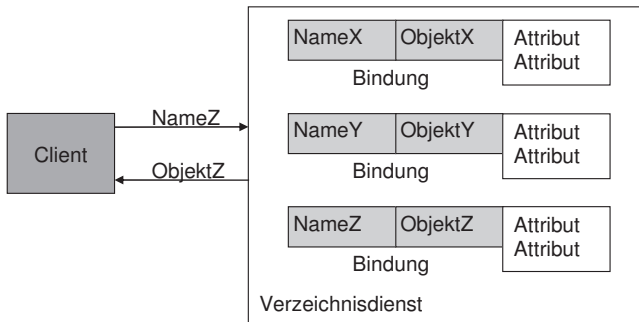 NameX ObjektX Attribut
Attribut
Bindung
NameZ
NameY ObjektY Attribut
Attribut
Client
Bindung
ObjektZ
NameZ ObjektZ Attribut
Attribut
Bindung
Verzeichnisdienst